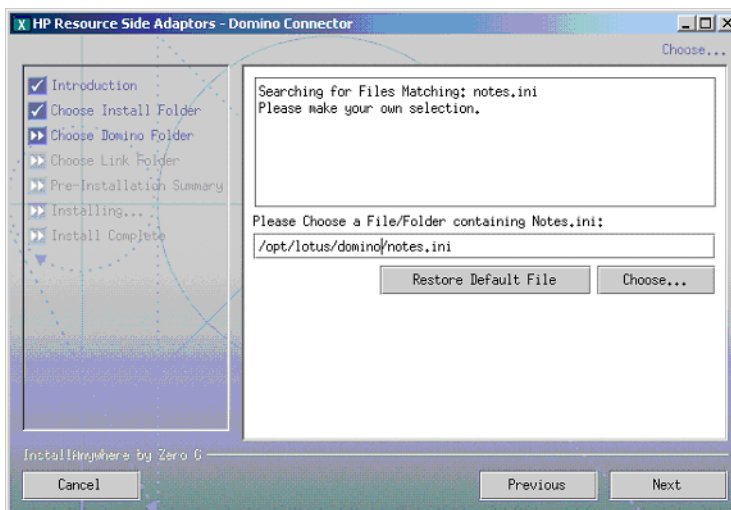 HP Resource Side Adaptors - Domino Connector
Choose...
Introduction
Choose Install Folder
Choose Domino Folder
Choose Link Folder
Pre-Installation Summary
Installing...
Install Complete
Searching for Files Matching: notes.ini
Please make your own selection.
Please Choose a File/Folder containing Notes.ini:
/opt/lotus/domino/notes.ini
Restore Default File
Choose...
InstallAnywhere by Zero G
Cancel
Previous
Next